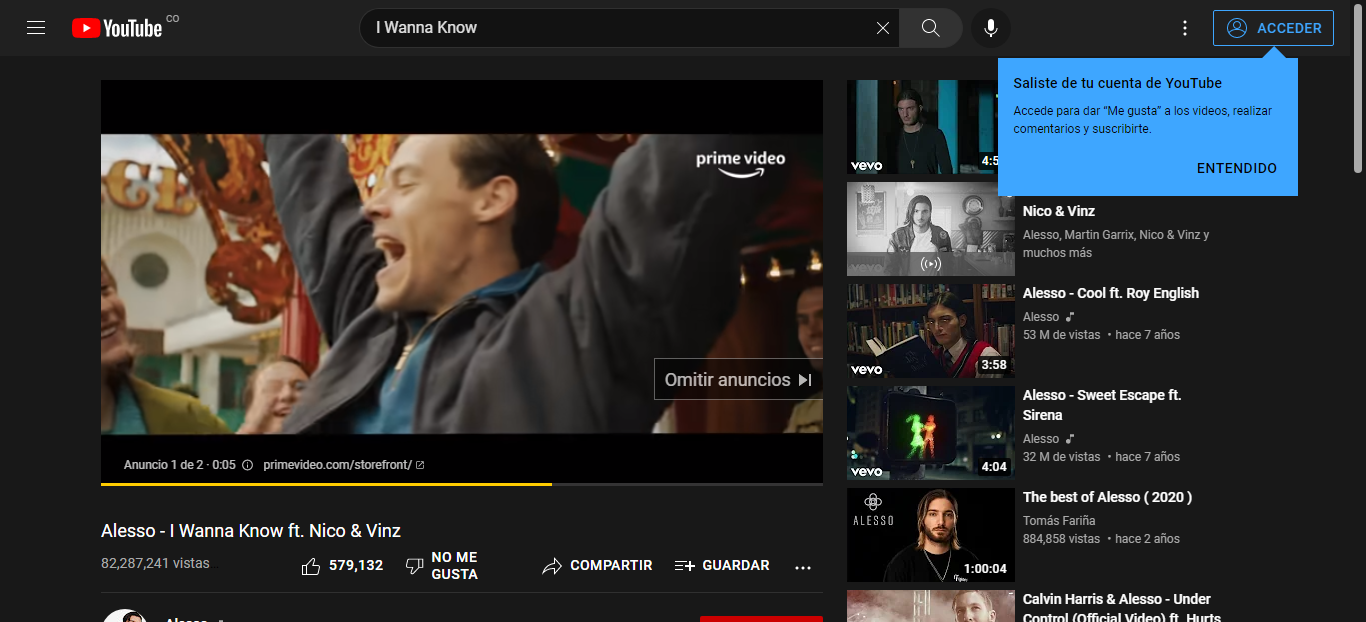 YouTube CO
I Wanna Know
ACCEDER
Saliste de tu cuenta de YouTube
Accede para dar “Me gusta” a los videos, realizar
comentarios y suscribirte.
ENTENDIDO
prime video
Omitir anuncios
Anuncio 1 de 2 · 0:05
primevideo.com/storefront/
Alesso - I Wanna Know ft. Nico & Vinz
82,287,241 vistas
579,132
NO ME
GUSTA
COMPARTIR
GUARDAR
Alesso
vevo
vevo
Nico & Vinz
Alesso, Martin Garrix, Nico & Vinz y
muchos más
vevo
3:58
Alesso - Cool ft. Roy English
Alesso
53 M de vistas • hace 7 años
vevo
4:04
Alesso - Sweet Escape ft.
Sirena
Alesso
32 M de vistas • hace 7 años
ALESSO
1:00:04
The best of Alesso ( 2020 )
Tomás Fariña
884,858 vistas • hace 2 años
Calvin Harris & Alesso - Under
Control (Official Video) ft. Hurts